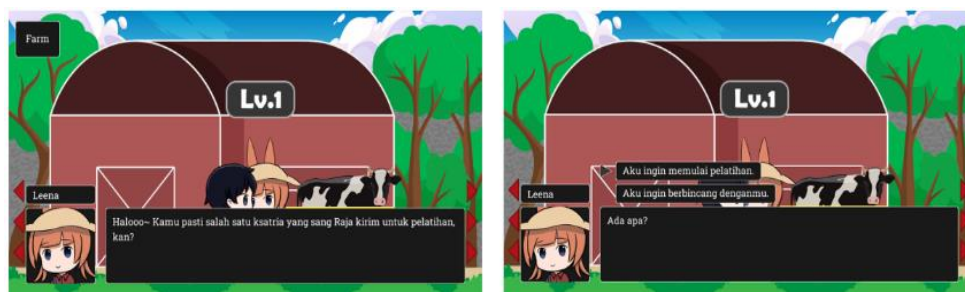 Farm
Lv.1
Leena
Halooo~ Kamu pasti salah satu ksatria yang sang Raja kirim untuk pelatihan,
kan?
Lv.1
Aku ingin memulai pelatihan.
Aku ingin berbincang denganmu.
Leena
Ada apa?